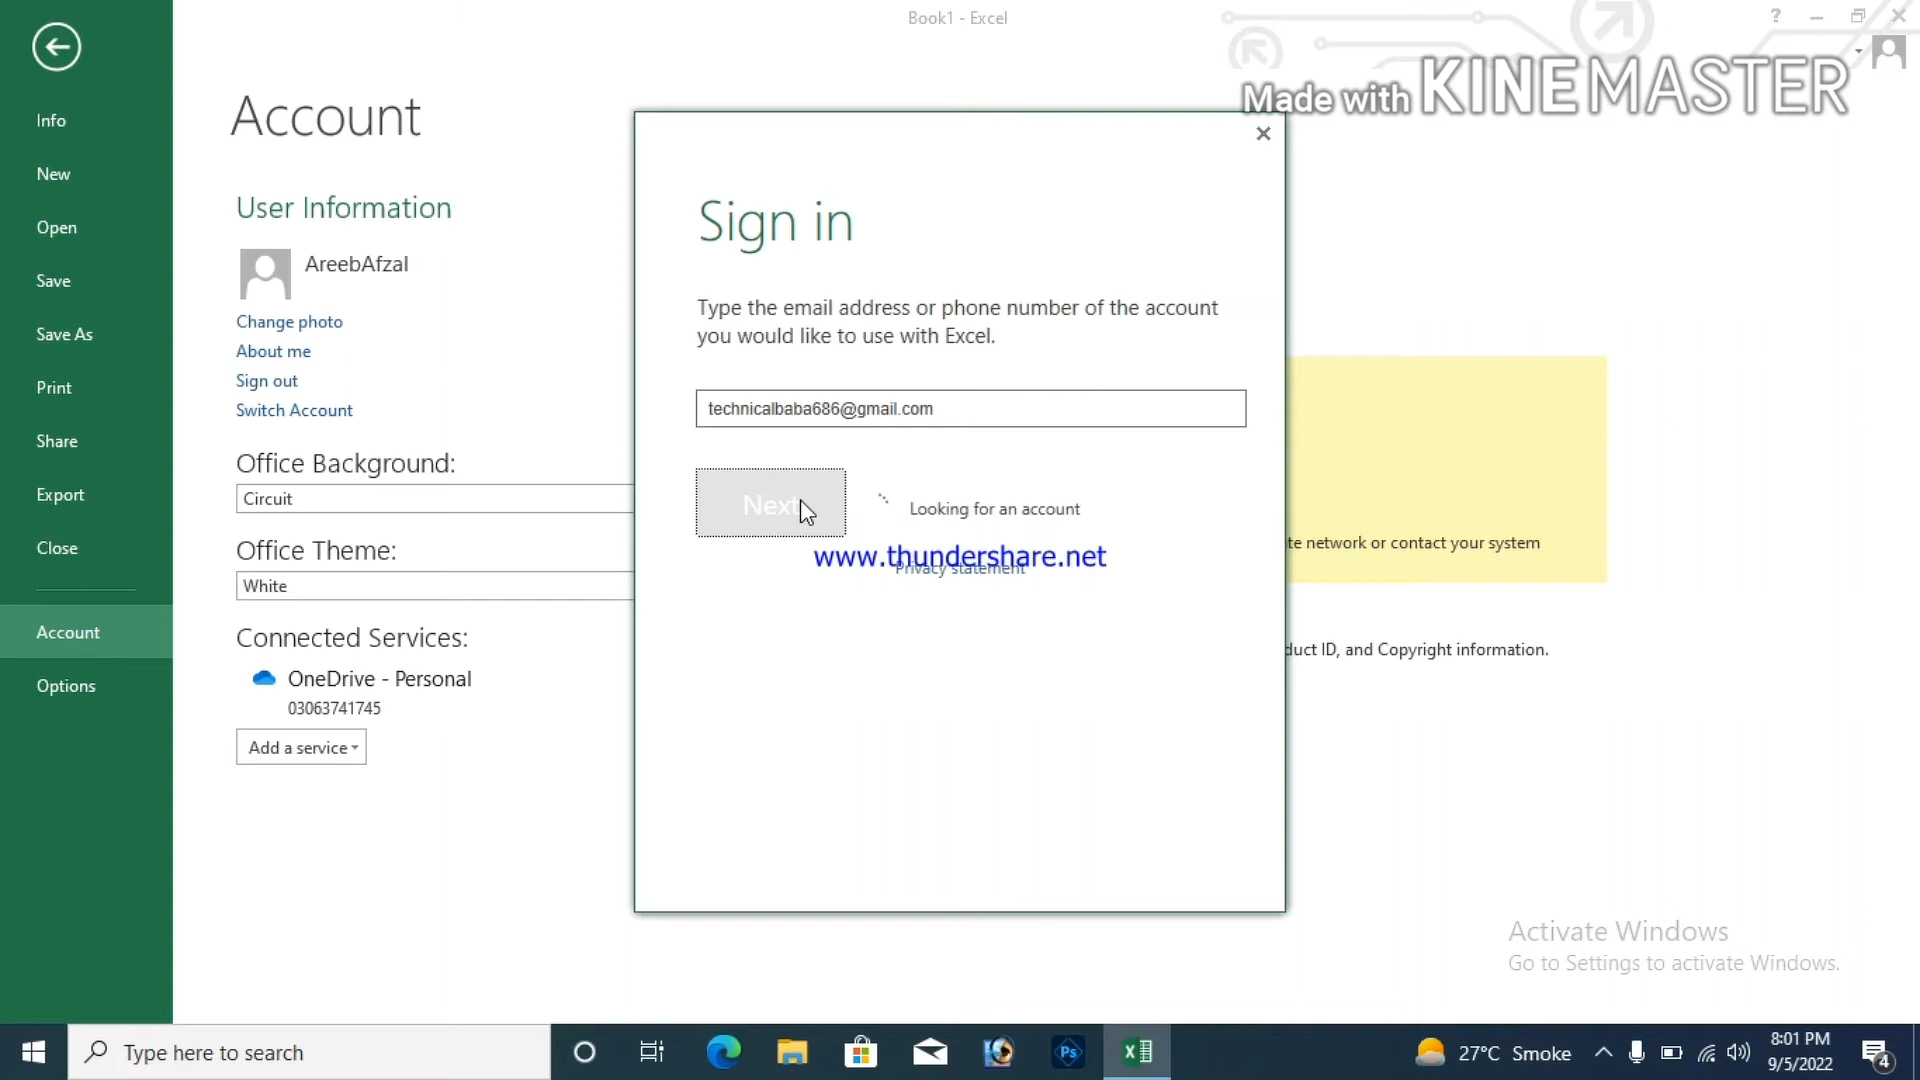 Book1 - Excel
?
Made with KINEMASTER
Info
New
Open
Save
Save As
Print
Share
Export
Close
Account
Options
Account
User Information
AreebAfzal
Change photo
About me
Sign out
Switch Account
Office Background:
Circuit
Office Theme:
White
Connected Services:
OneDrive - Personal
03063741745
Add a service
Sign in
Type the email address or phone number of the account
you would like to use with Excel.
technicalbaba686@gmail.com
Next
Looking for an account
www.thundershare.net
Privacy statement
te network or contact your system
duct ID, and Copyright information.
Activate Windows
Go to Settings to activate Windows.
Type here to search
Ps
27°C Smoke
8:01 PM
9/5/2022
4